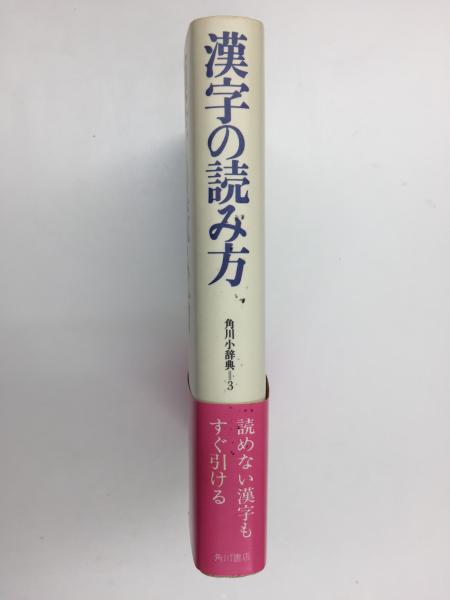 漢字の読み方
角川小辞典=3
読めない漢字も
すぐ引ける
角川書店